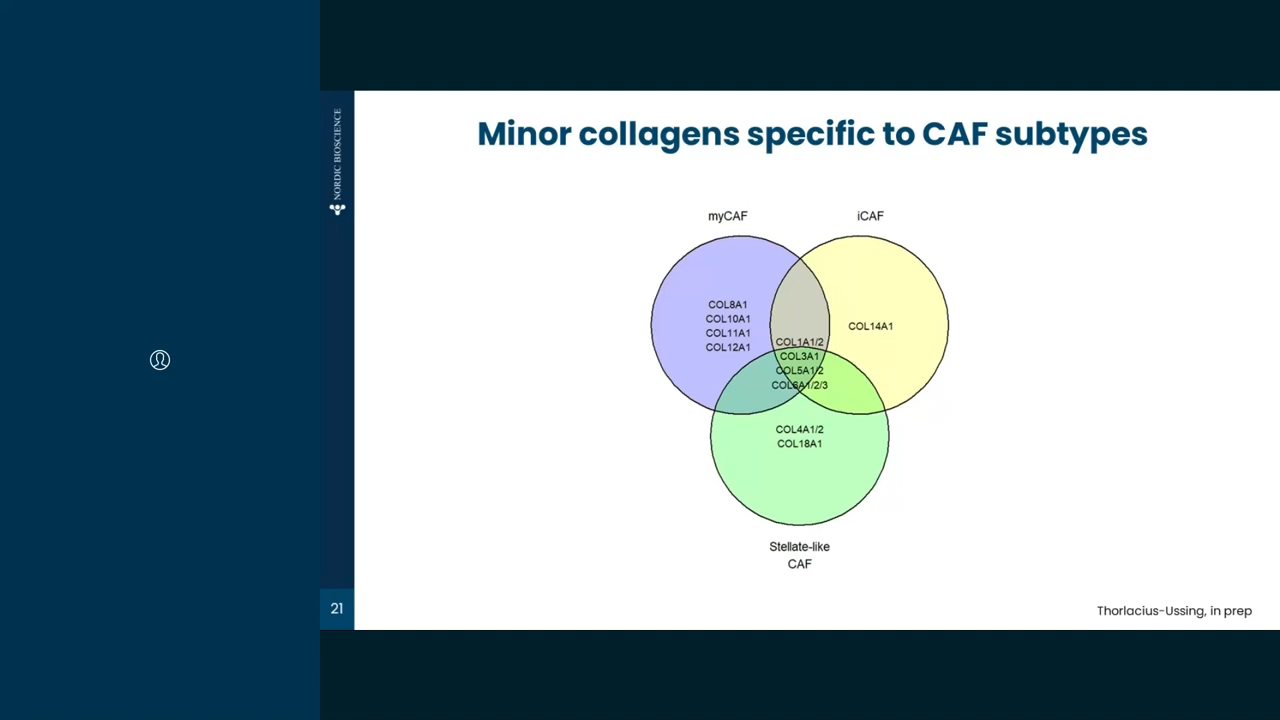 NORDIC BIOSCIENCE
Minor collagens specific to CAF subtypes
myCAF
iCAF
COL8A1
COL10A1
COL11A1
COL12A1
COL14A1
COL1A1/2
COL3A1
COL5A1/2
COL6A1/2/3
COL4A1/2
COL18A1
Stellate-like
CAF
21
Thorlacius-Ussing, in prep